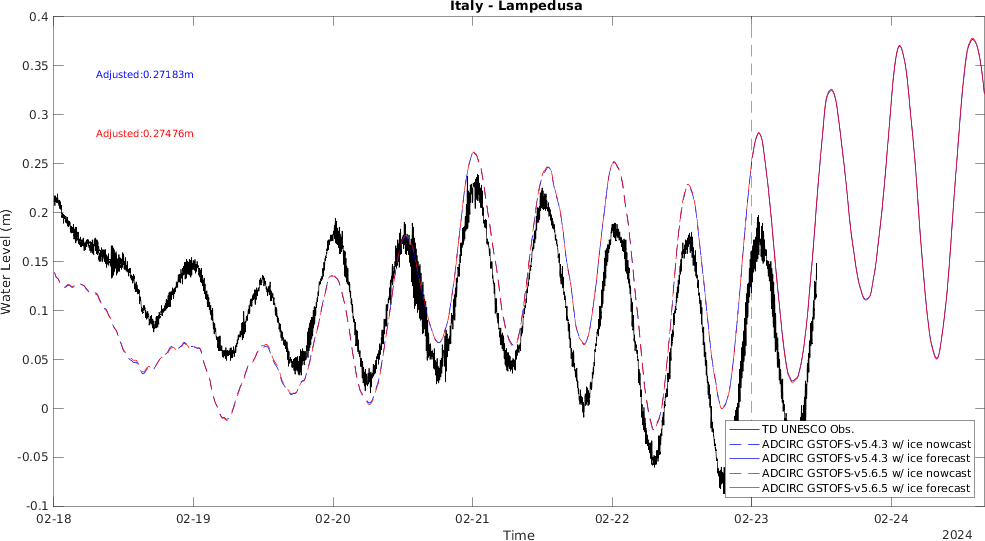 Italy - Lampedusa
0.4
0.35
0.3
0.25
0.2
0.15
0.1
0.05
0
-0.05
-0.1
Water Level (m)
Adjusted:0.27183m
Adjusted:0.27476m
TD UNESCO Obs.
ADCIRC GSTOFS-v5.4.3 w/ ice nowcast
ADCIRC GSTOFS-v5.4.3 w/ ice forecast
ADCIRC GSTOFS-v5.6.5 w/ ice nowcast
ADCIRC GSTOFS-v5.6.5 w/ ice forecast
02-18 02-19 02-20 02-21 02-22 02-23 02-24
Time
2024